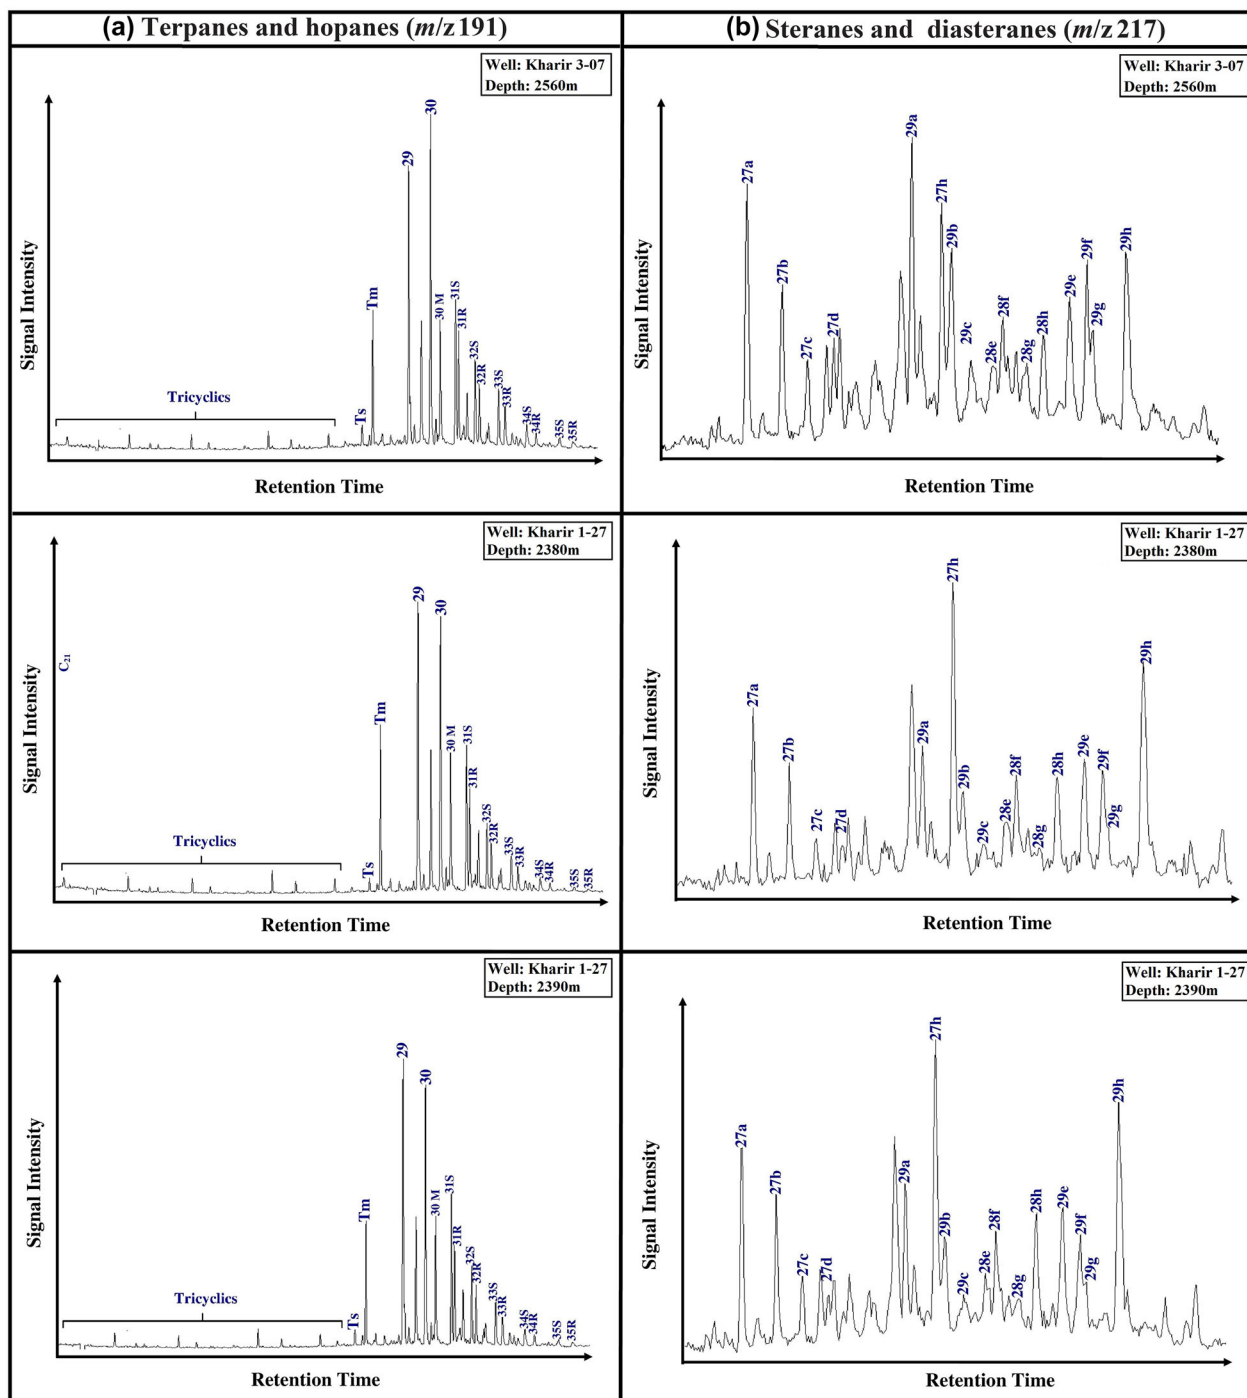 (a) Terpanes and hopanes (m/z 191)
(b) Steranes and diasteranes (m/z 217)
Well: Kharir 3-07
Depth: 2560m
Signal Intensity
Tricyclics
Ts
Tm
29
30
30 M
31S
31R
32S
32R
33S
33R
34S
34R
35S
35R
Retention Time
Well: Kharir 3-07
Depth: 2560m
Signal Intensity
27a
27b
27c
27d
29a
27h
29b
29c
28e
28f
28g
28h
29e
29f
29g
29h
Retention Time
Well: Kharir 1-27
Depth: 2380m
Signal Intensity
C21
Tricyclics
Ts
Tm
29
30
30 M
31S
31R
32S
32R
33S
33R
34S
34R
35S
35R
Retention Time
Well: Kharir 1-27
Depth: 2380m
Signal Intensity
27a
27b
27c
27d
29a
27h
29b
29c
28e
28f
28g
28h
29e
29f
29g
29h
Retention Time
Well: Kharir 1-27
Depth: 2390m
Signal Intensity
Tricyclics
Ts
Tm
29
30
30 M
31S
31R
32S
32R
33S
33R
34S
34R
35S
35R
Retention Time
Well: Kharir 1-27
Depth: 2390m
Signal Intensity
27a
27b
27c
27d
29a
27h
29b
29c
28e
28f
28g
28h
29e
29f
29g
29h
Retention Time